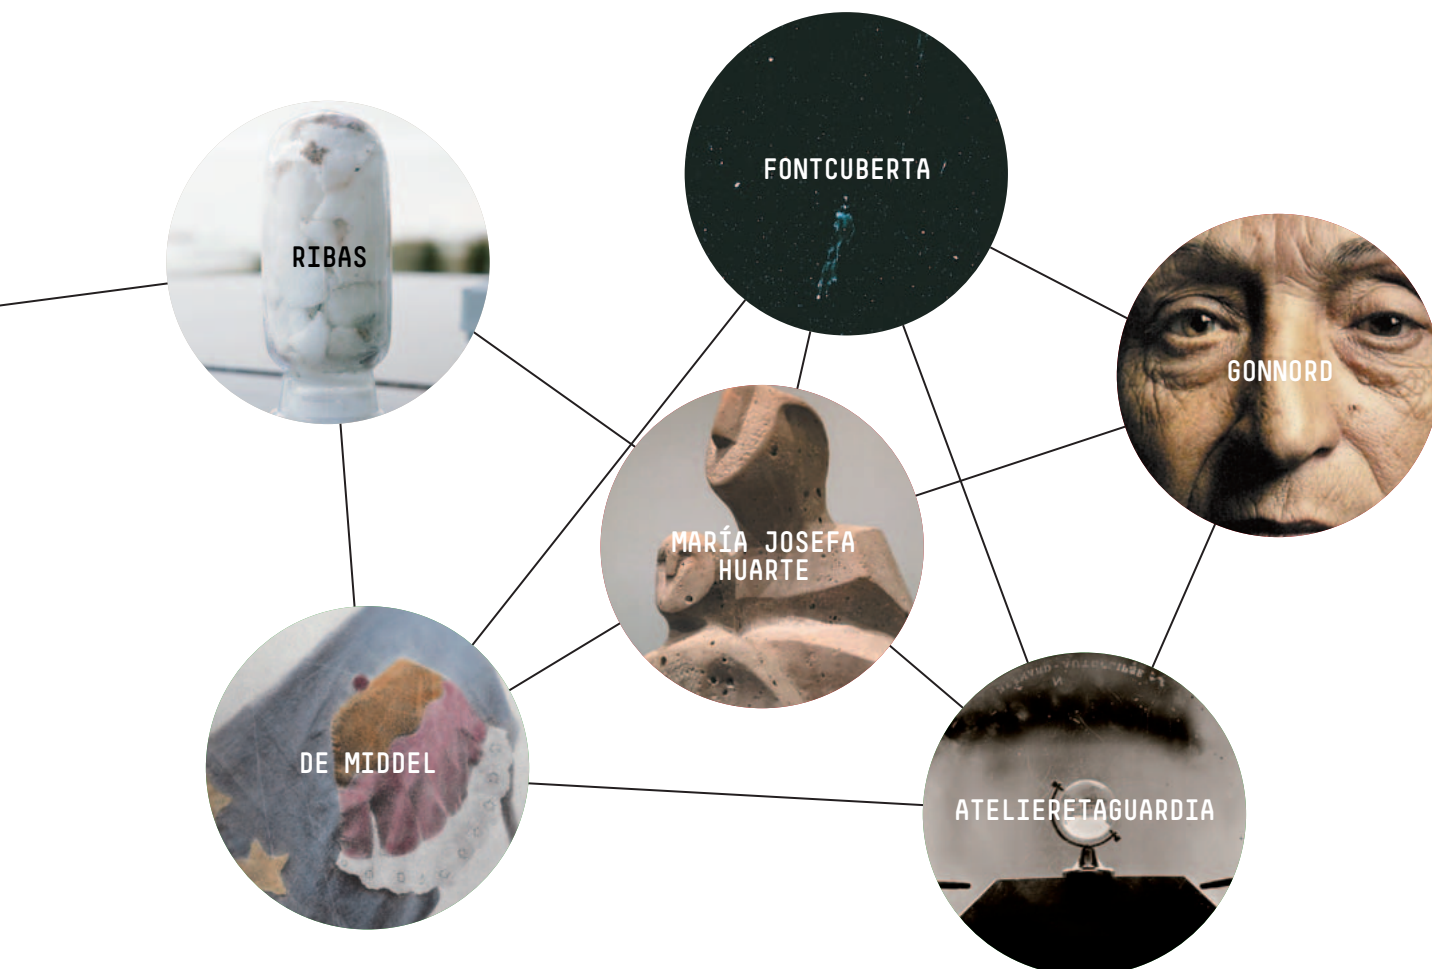 FONTCUBERTA
RIBAS
GONNORD
MARÍA JOSEFA
HUARTE
DE MIDDEL
ATELIERETAGUARDIA